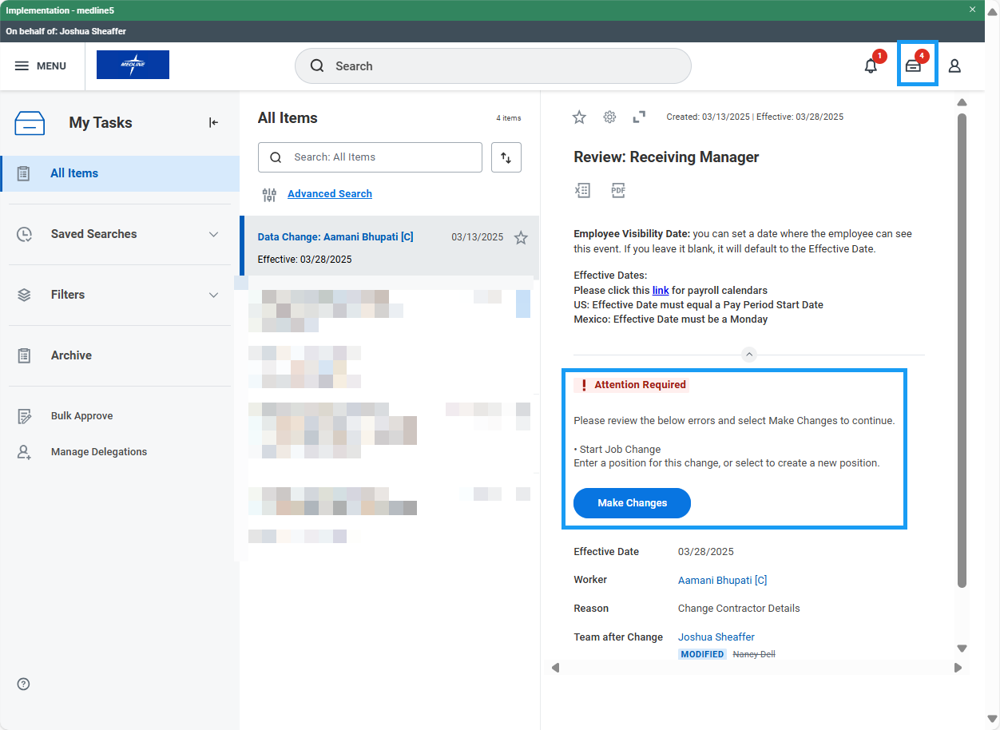 Implementation - medline5
On behalf of: Joshua Sheaffer
MENU
MEDLINE
Search
1
4
My Tasks
All Items
Saved Searches
Filters
Archive
Bulk Approve
Manage Delegations
All Items
4 items
Search: All Items
Advanced Search
Data Change: Aamani Bhupati [C]
03/13/2025
Effective: 03/28/2025
Created: 03/13/2025 | Effective: 03/28/2025
Review: Receiving Manager
X
PDF
Employee Visibility Date: you can set a date where the employee can see
this event. If you leave it blank, it will default to the Effective Date.
Effective Dates:
Please click this link for payroll calendars
US: Effective Date must equal a Pay Period Start Date
Mexico: Effective Date must be a Monday
! Attention Required
Please review the below errors and select Make Changes to continue.
• Start Job Change
Enter a position for this change, or select to create a new position.
Make Changes
Effective Date 03/28/2025
Worker Aamani Bhupati [C]
Reason Change Contractor Details
Team after Change Joshua Sheaffer
MODIFIED Nancy Dell